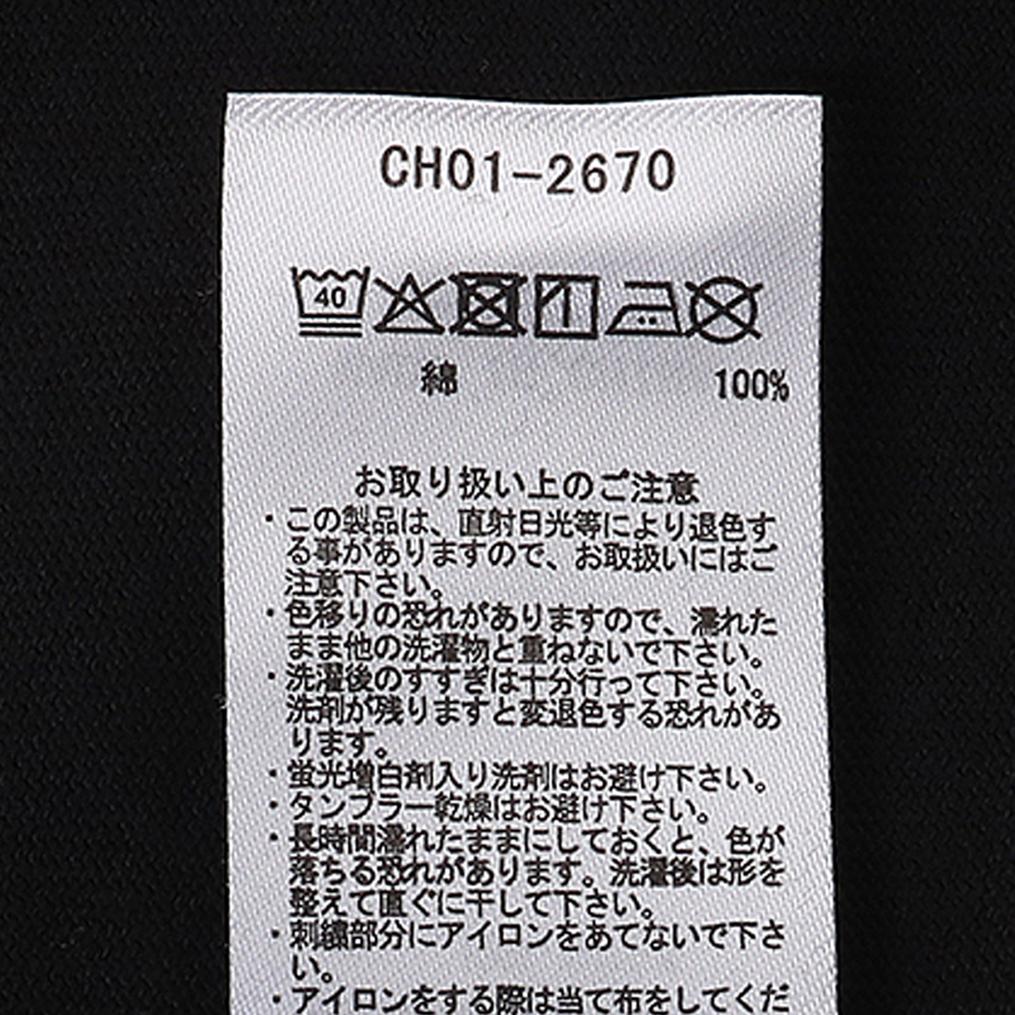 CH01-2670
40
綿 100%
お取り扱い上のご注意
・この製品は、直射日光等により退色す
る事がありますので、お取扱いにはご
注意下さい。
・色移りの恐れがありますので、濡れた
まま他の洗濯物と重ねないで下さい。
・洗濯後のすすぎは十分行って下さい。
洗剤が残りますと変退色する恐れがあ
ります。
・蛍光増白剤入り洗剤はお避け下さい。
・タンブラー乾燥はお避け下さい。
・長時間濡れたままにしておくと、色が
落ちる恐れがあります。洗濯後は形を
整えて直ぐに干して下さい。
・刺繍部分にアイロンをあてないで下さ
い。
・アイロンをする際は当て布をしてくだ